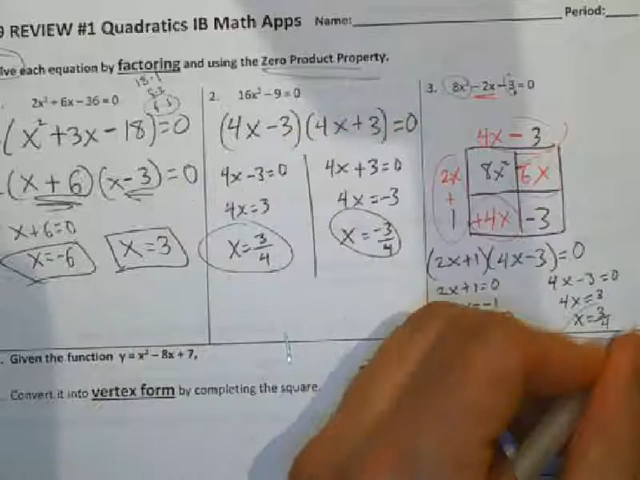 REVIEW #1 Quadratics IB Math Apps Name: Period:
each equation by factoring and using the Zero Product Property.
2x² + 6x − 36 = 0
18·1
6·3
(x² + 3x − 18) = 0
(x + 6)(x − 3) = 0
x + 6 = 0
x = −6 x = 3
2. 16x² − 9 = 0
(4x − 3)(4x + 3) = 0
4x − 3 = 0 4x + 3 = 0
4x = 3 4x = −3
x = 3/4 x = −3/4
3. 8x² − 2x − 3 = 0
4x − 3
2x 8x² 6x
+
1 +4x −3
(2x + 1)(4x − 3) = 0
2x + 1 = 0 4x − 3 = 0
= −1 4x = 3
x = 3/4
Given the function y = x² − 8x + 7,
Convert it into vertex form by completing the square.